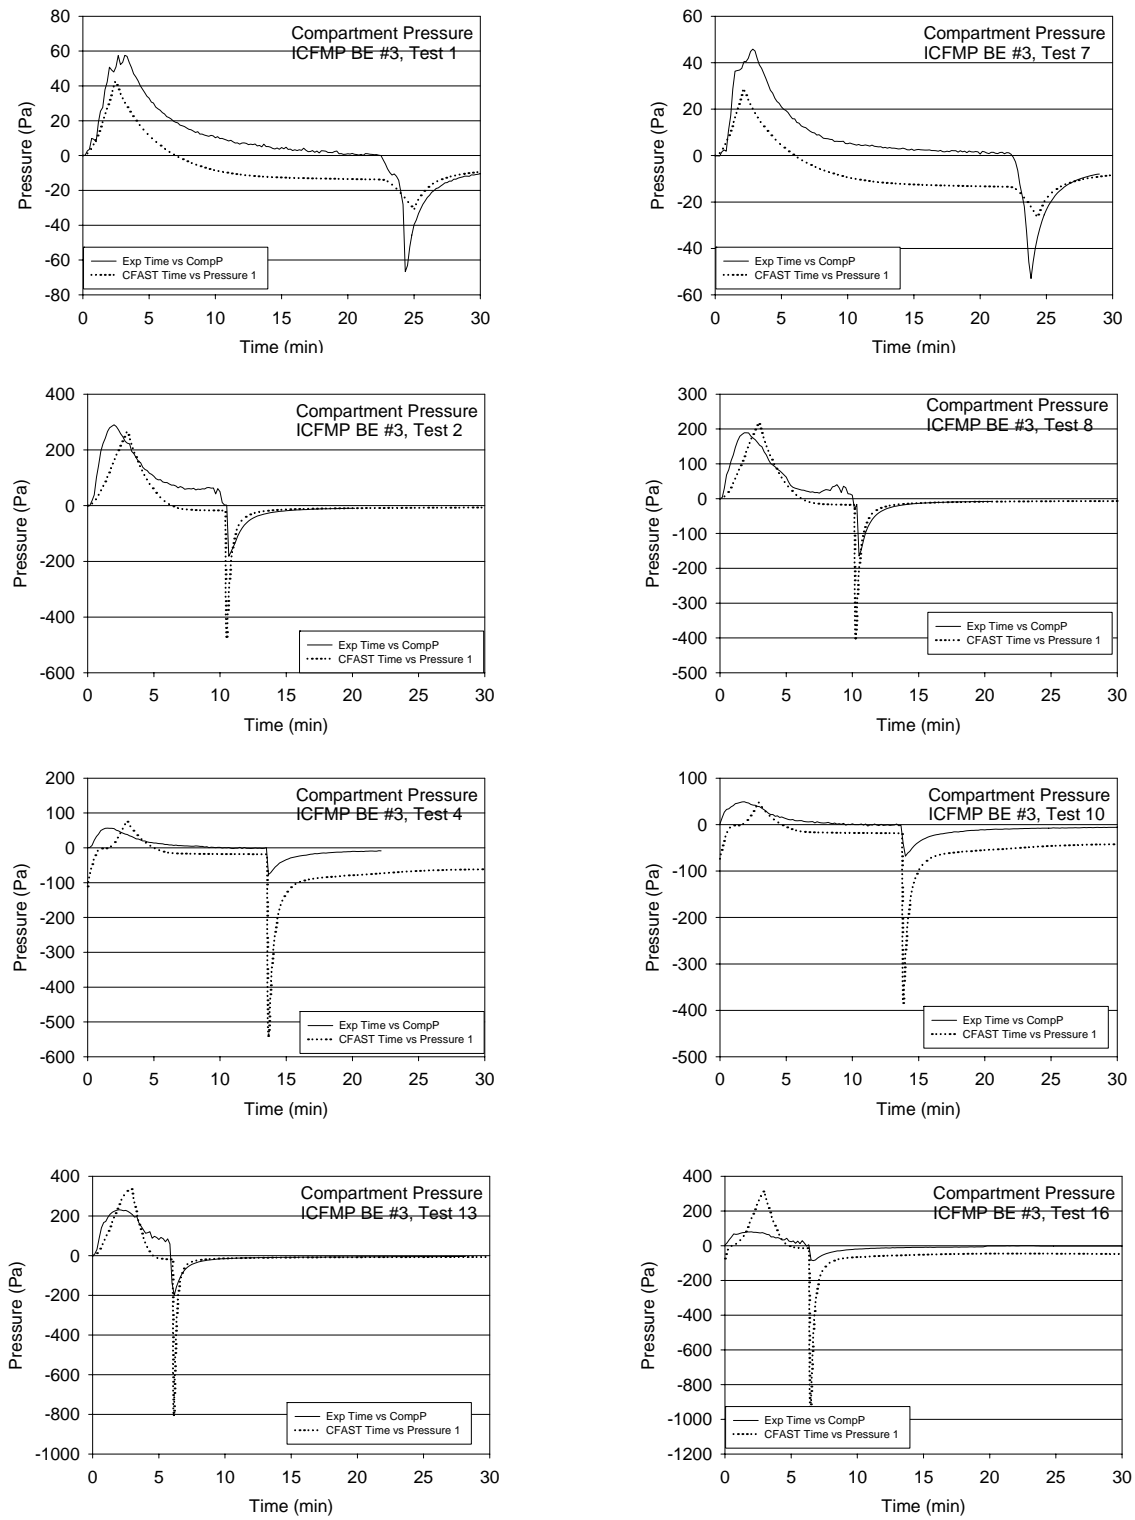 Compartment Pressure
ICFMP BE #3, Test 1
Pressure (Pa)
80
60
40
20
0
-20
-40
-60
-80
Exp Time vs CompP
CFAST Time vs Pressure 1
0 5 10 15 20 25 30
Time (min)
Compartment Pressure
ICFMP BE #3, Test 7
Pressure (Pa)
60
40
20
0
-20
-40
-60
Exp Time vs CompP
CFAST Time vs Pressure 1
0 5 10 15 20 25 30
Time (min)
Compartment Pressure
ICFMP BE #3, Test 2
Pressure (Pa)
400
200
0
-200
-400
-600
Exp Time vs CompP
CFAST Time vs Pressure 1
0 5 10 15 20 25 30
Time (min)
Compartment Pressure
ICFMP BE #3, Test 8
Pressure (Pa)
300
200
100
0
-100
-200
-300
-400
-500
Exp Time vs CompP
CFAST Time vs Pressure 1
0 5 10 15 20 25 30
Time (min)
Compartment Pressure
ICFMP BE #3, Test 4
Pressure (Pa)
200
100
0
-100
-200
-300
-400
-500
-600
Exp Time vs CompP
CFAST Time vs Pressure 1
0 5 10 15 20 25 30
Time (min)
Compartment Pressure
ICFMP BE #3, Test 10
Pressure (Pa)
100
0
-100
-200
-300
-400
-500
Exp Time vs CompP
CFAST Time vs Pressure 1
0 5 10 15 20 25 30
Time (min)
Compartment Pressure
ICFMP BE #3, Test 13
Pressure (Pa)
400
200
0
-200
-400
-600
-800
-1000
Exp Time vs CompP
CFAST Time vs Pressure 1
0 5 10 15 20 25 30
Time (min)
Compartment Pressure
ICFMP BE #3, Test 16
Pressure (Pa)
400
200
0
-200
-400
-600
-800
-1000
-1200
Exp Time vs CompP
CFAST Time vs Pressure 1
0 5 10 15 20 25 30
Time (min)